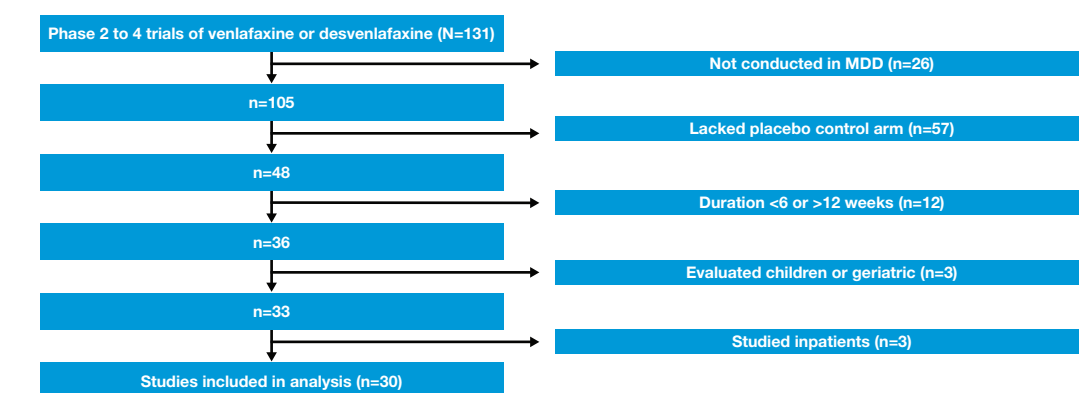 Phase 2 to 4 trials of venlafaxine or desvenlafaxine (N=131)
Not conducted in MDD (n=26)
n=105
Lacked placebo control arm (n=57)
n=48
Duration <6 or >12 weeks (n=12)
n=36
Evaluated children or geriatric (n=3)
n=33
Studied inpatients (n=3)
Studies included in analysis (n=30)